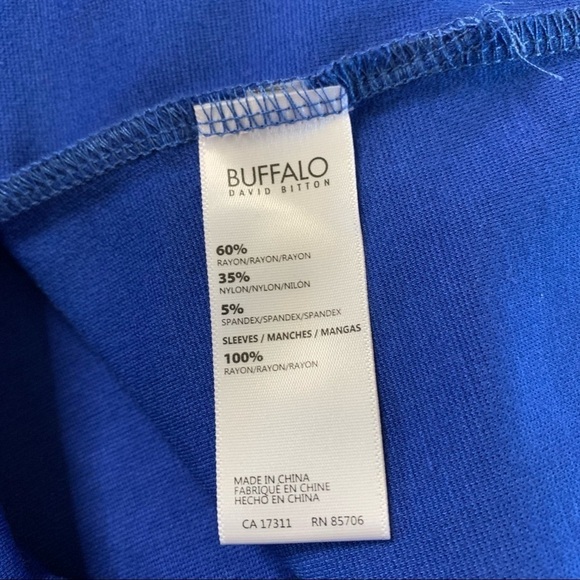 BUFFALO
DAVID BITTON
60%
RAYON/RAYON/RAYON
35%
NYLON/NYLON/NILÓN
5%
SPANDEX/SPANDEX/SPANDEX
SLEEVES / MANCHES / MANGAS
100%
RAYON/RAYON/RAYON
MADE IN CHINA
FABRIQUE EN CHINE
HECHO EN CHINA
CA 17311 RN 85706